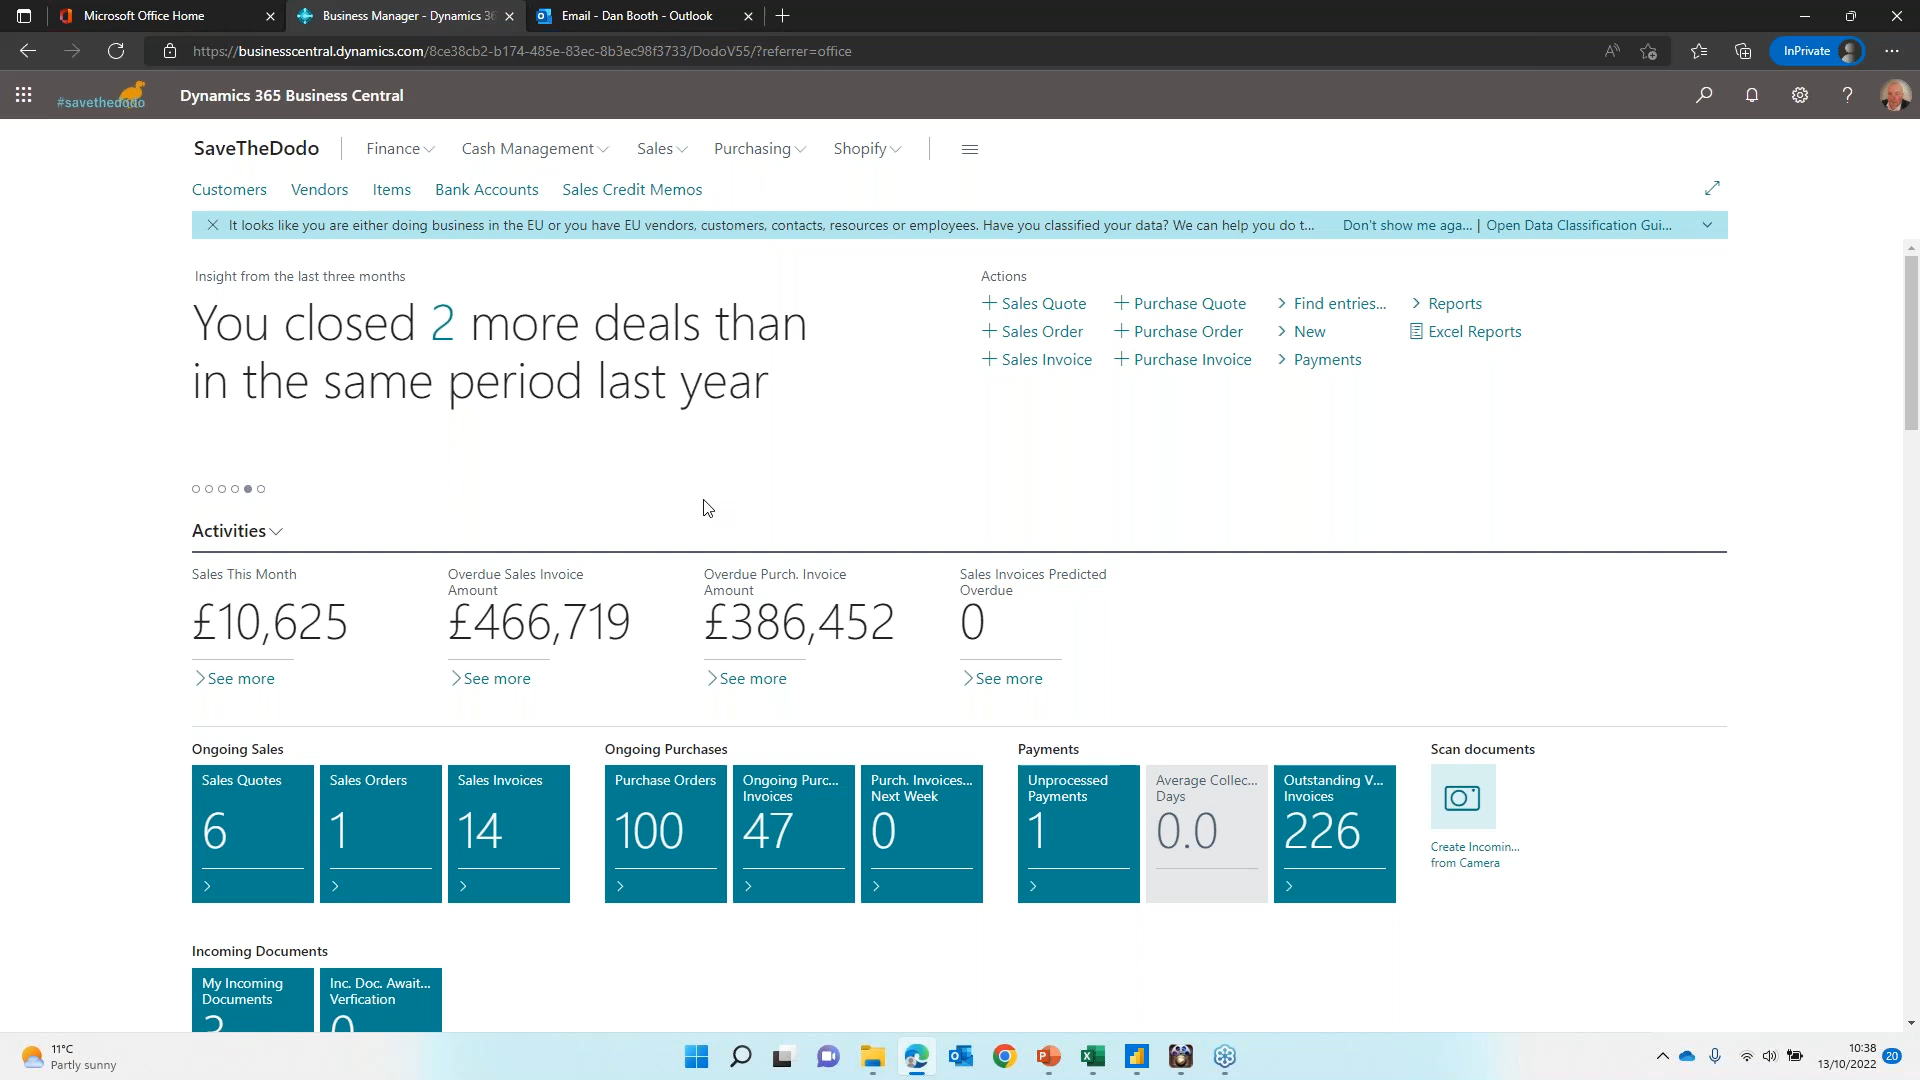 Microsoft Office Home
Business Manager - Dynamics 36
Email - Dan Booth - Outlook
https://businesscentral.dynamics.com/8ce38cb2-b174-485e-83ec-8b3ec98f3733/DodoV55/?referrer=office
InPrivate
#savethedodo
Dynamics 365 Business Central
SaveTheDodo
Finance
Cash Management
Sales
Purchasing
Shopify
Customers
Vendors
Items
Bank Accounts
Sales Credit Memos
It looks like you are either doing business in the EU or you have EU vendors, customers, contacts, resources or employees. Have you classified your data? We can help you do t...
Don't show me aga... | Open Data Classification Gui...
Insight from the last three months
You closed 2 more deals than
in the same period last year
Actions
Sales Quote
Purchase Quote
Find entries...
Reports
Sales Order
Purchase Order
New
Excel Reports
Sales Invoice
Purchase Invoice
Payments
Activities
Sales This Month
£10,625
See more
Overdue Sales Invoice
Amount
£466,719
See more
Overdue Purch. Invoice
Amount
£386,452
See more
Sales Invoices Predicted
Overdue
0
See more
Ongoing Sales
Sales Quotes
6
Sales Orders
1
Sales Invoices
14
Ongoing Purchases
Purchase Orders
100
Ongoing Purc...
Invoices
47
Purch. Invoices...
Next Week
0
Payments
Unprocessed
Payments
1
Average Collec...
Days
0.0
Outstanding V...
Invoices
226
Scan documents
Create Incomin...
from Camera
Incoming Documents
My Incoming
Documents
Inc. Doc. Await...
Verfication
0
11°C
Partly sunny
10:38
13/10/2022
20